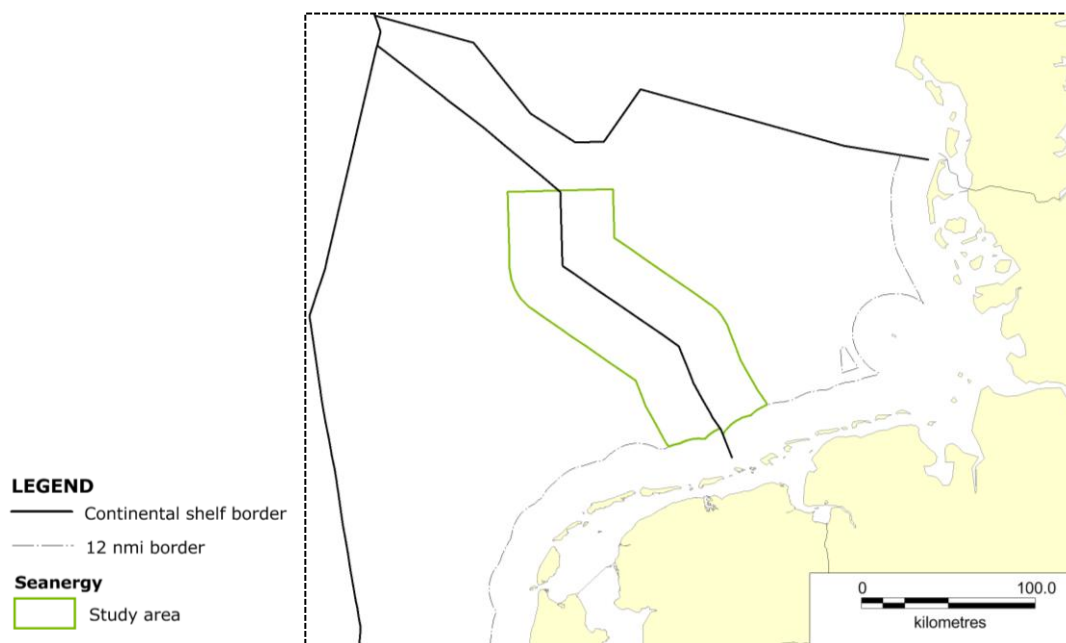 LEGEND
Continental shelf border
12 nmi border
Seanergy
Study area
0 100.0
kilometres